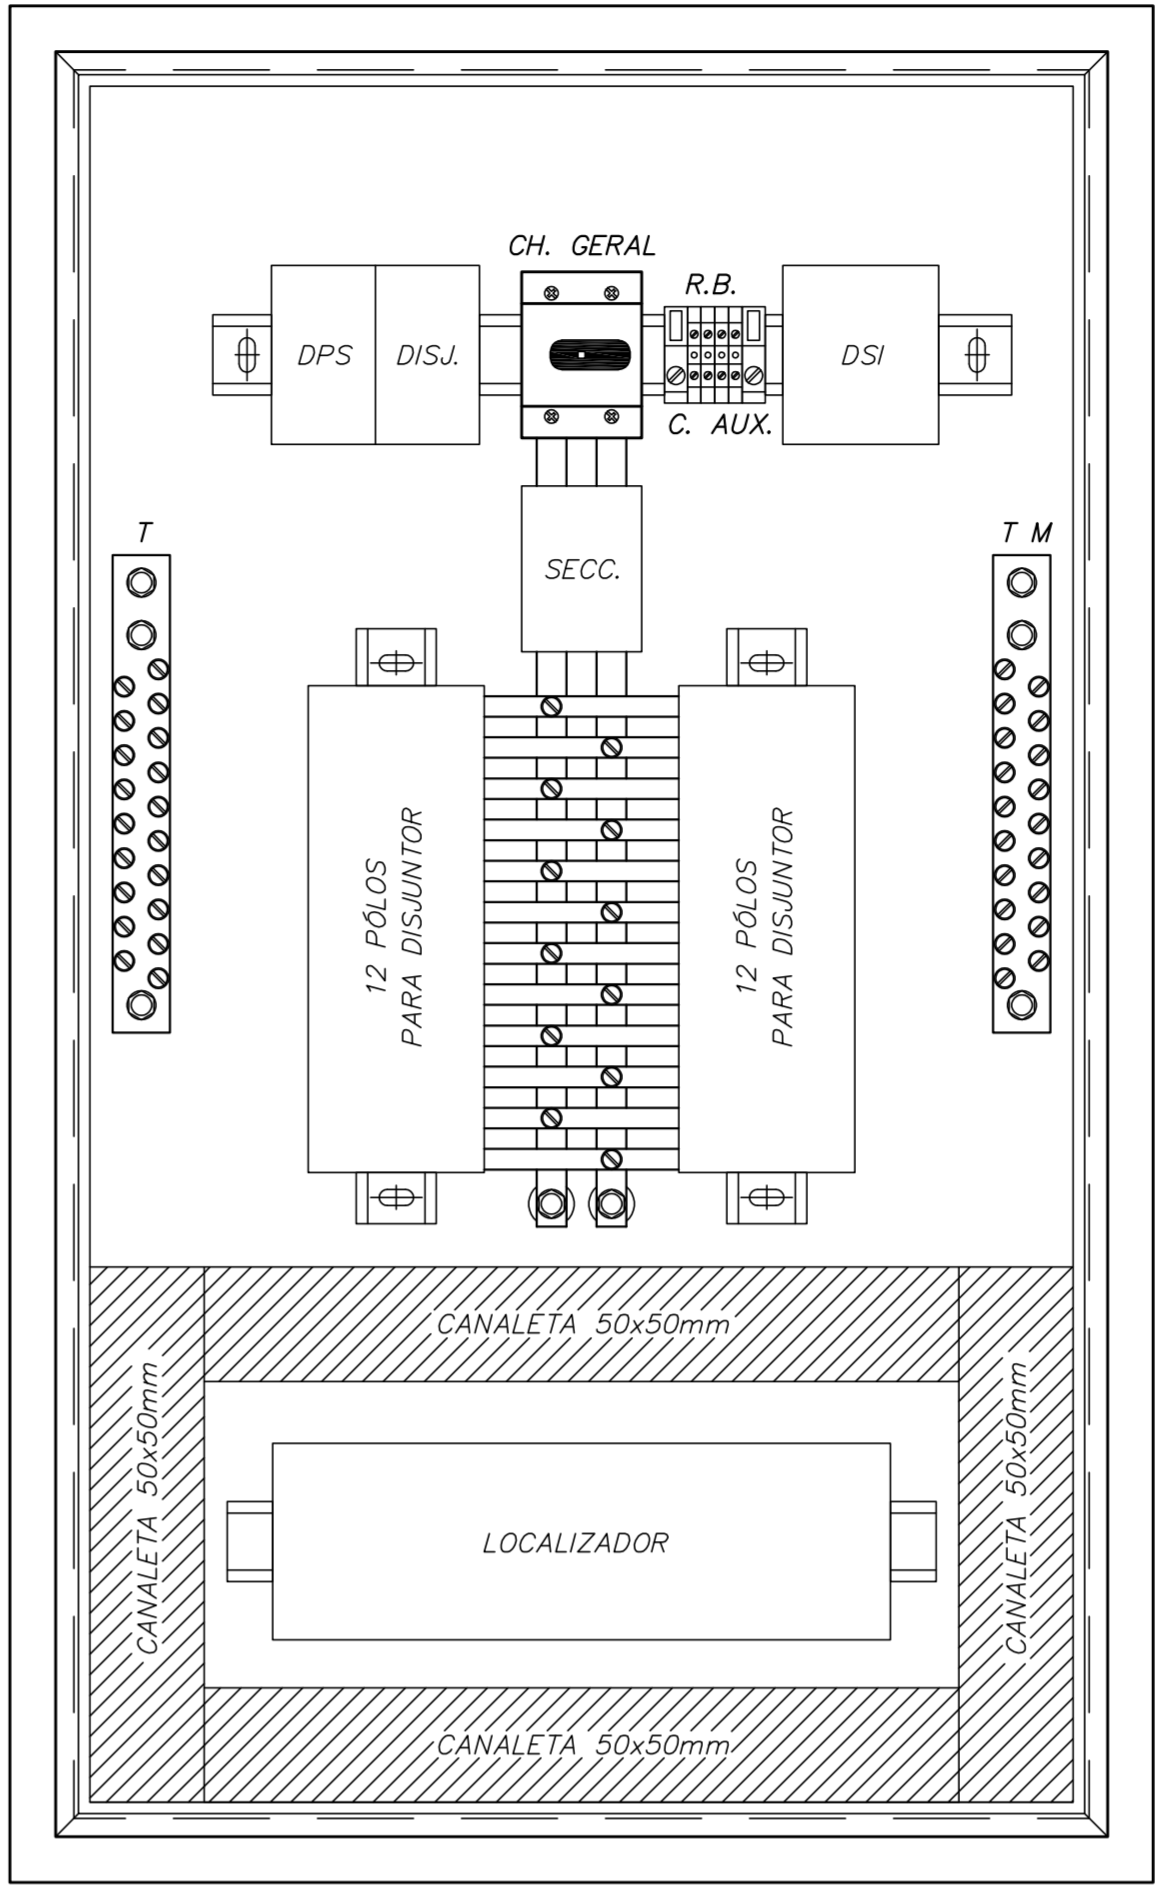 CH. GERAL
R.B.
DPS
DISJ.
DSI
C. AUX.
T
T M
SECC.
12 PÓLOS
PARA DISJUNTOR
12 PÓLOS
PARA DISJUNTOR
CANALETA 50x50mm
CANALETA 50x50mm
CANALETA 50x50mm
LOCALIZADOR
CANALETA 50x50mm